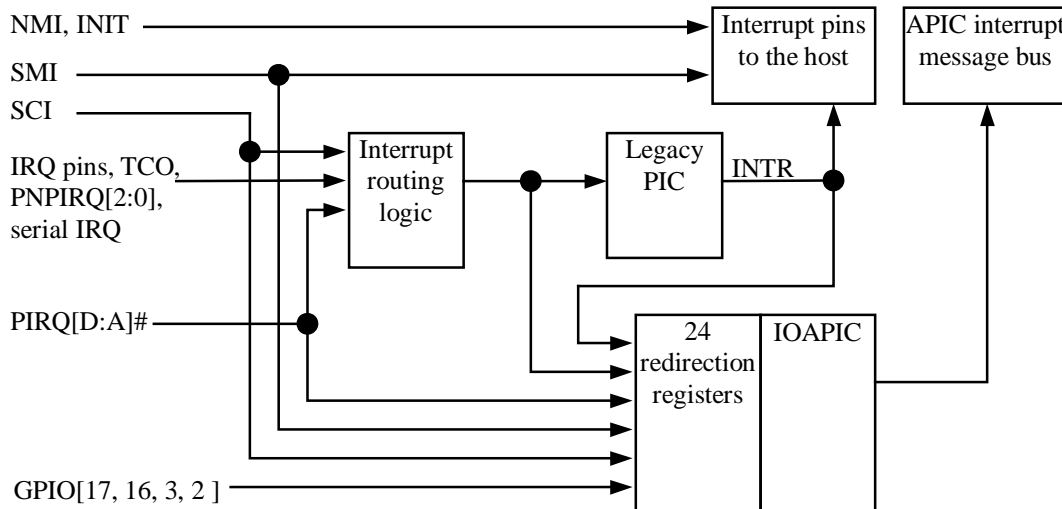 NMI, INIT
SMI
SCI
IRQ pins, TCO,
PNPIRQ[2:0],
serial IRQ
PIRQ[D:A]#
GPIO[17, 16, 3, 2 ]
Interrupt
routing
logic
Legacy
PIC
INTR
Interrupt pins
to the host
APIC interrupt
message bus
24
redirection
registers
IOAPIC